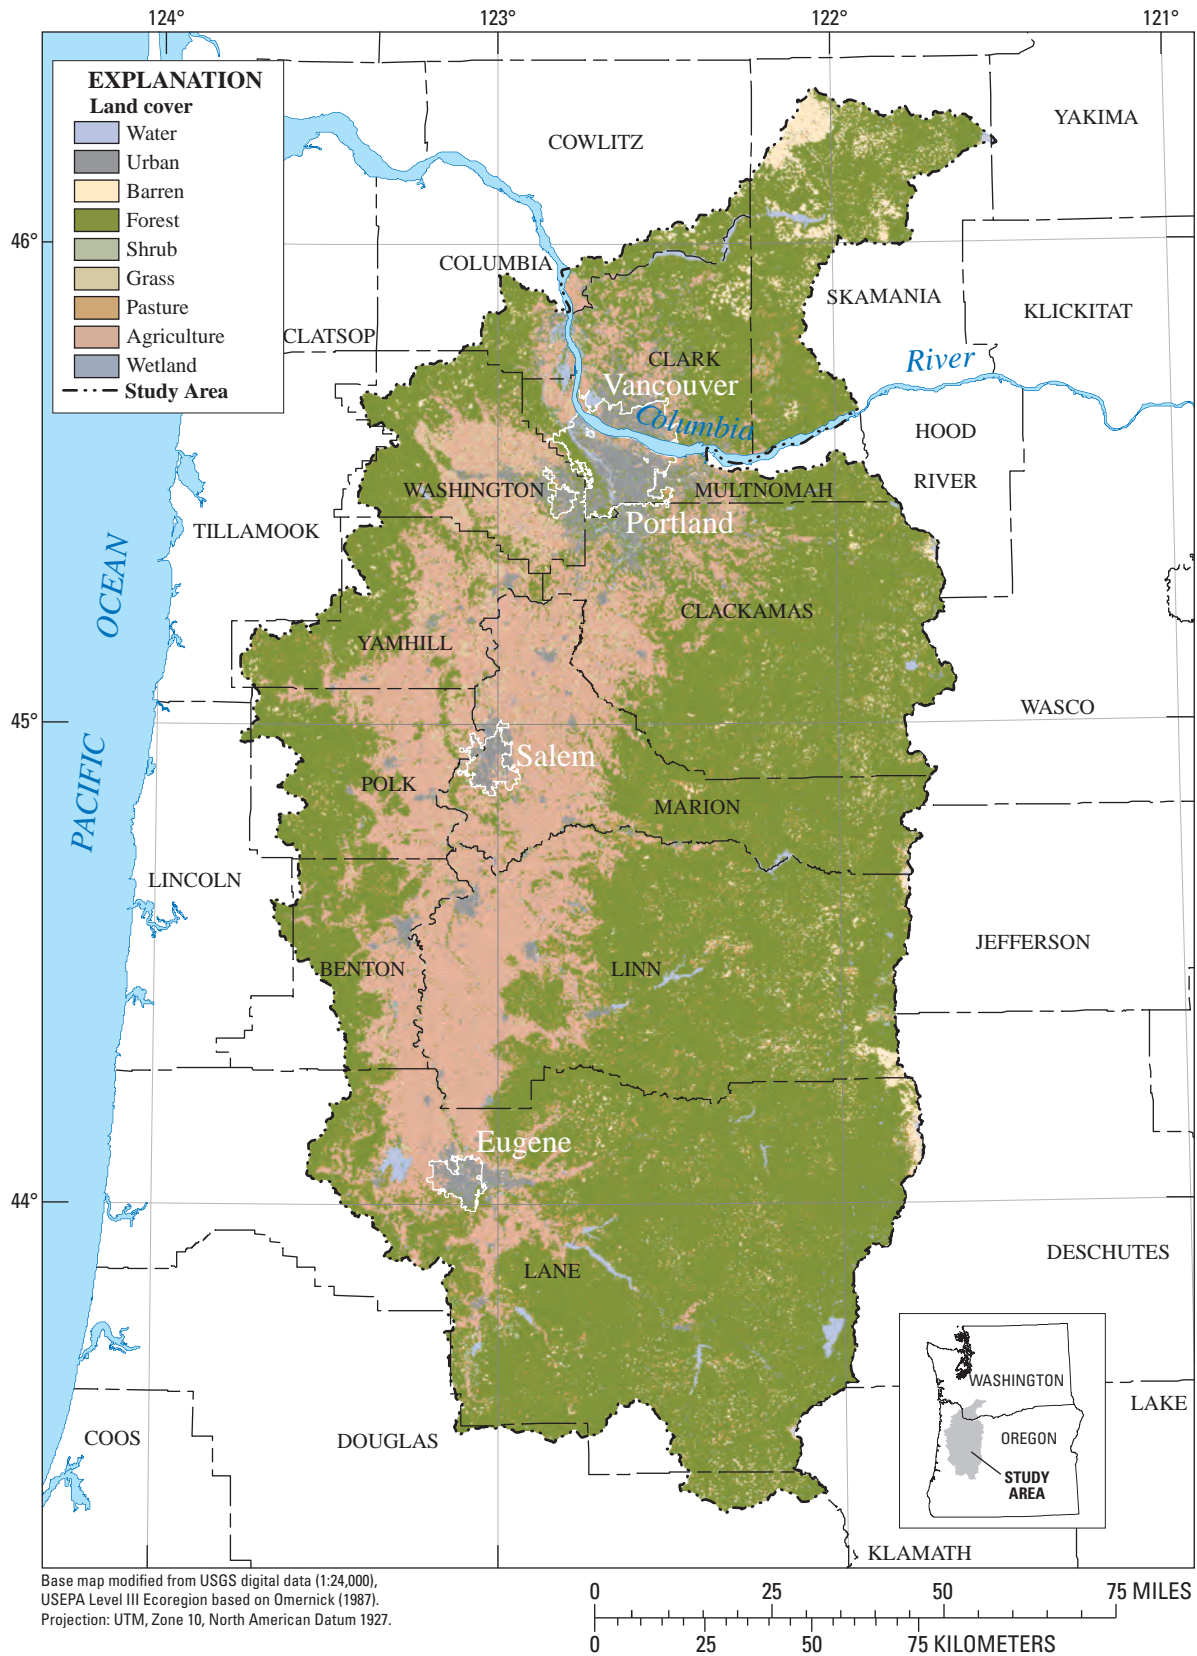 124°
123°
122°
121°
EXPLANATION
Land cover
Water
Urban
Barren
Forest
Shrub
Grass
Pasture
Agriculture
Wetland
Study Area
YAKIMA
COWLITZ
46°
COLUMBIA
SKAMANIA
KLICKITAT
CLATSOP
CLARK
River
Vancouver
Columbia
HOOD
RIVER
WASHINGTON
MULTNOMAH
Portland
TILLAMOOK
PACIFIC OCEAN
CLACKAMAS
YAMHILL
WASCO
45°
Salem
POLK
MARION
LINCOLN
JEFFERSON
BENTON
LINN
Eugene
44°
DESCHUTES
LANE
WASHINGTON
OREGON
STUDY
AREA
LAKE
COOS
DOUGLAS
KLAMATH
Base map modified from USGS digital data (1:24,000),
USEPA Level III Ecoregion based on Omernick (1987).
Projection: UTM, Zone 10, North American Datum 1927.
0 25 50 75 MILES
0 25 50 75 KILOMETERS